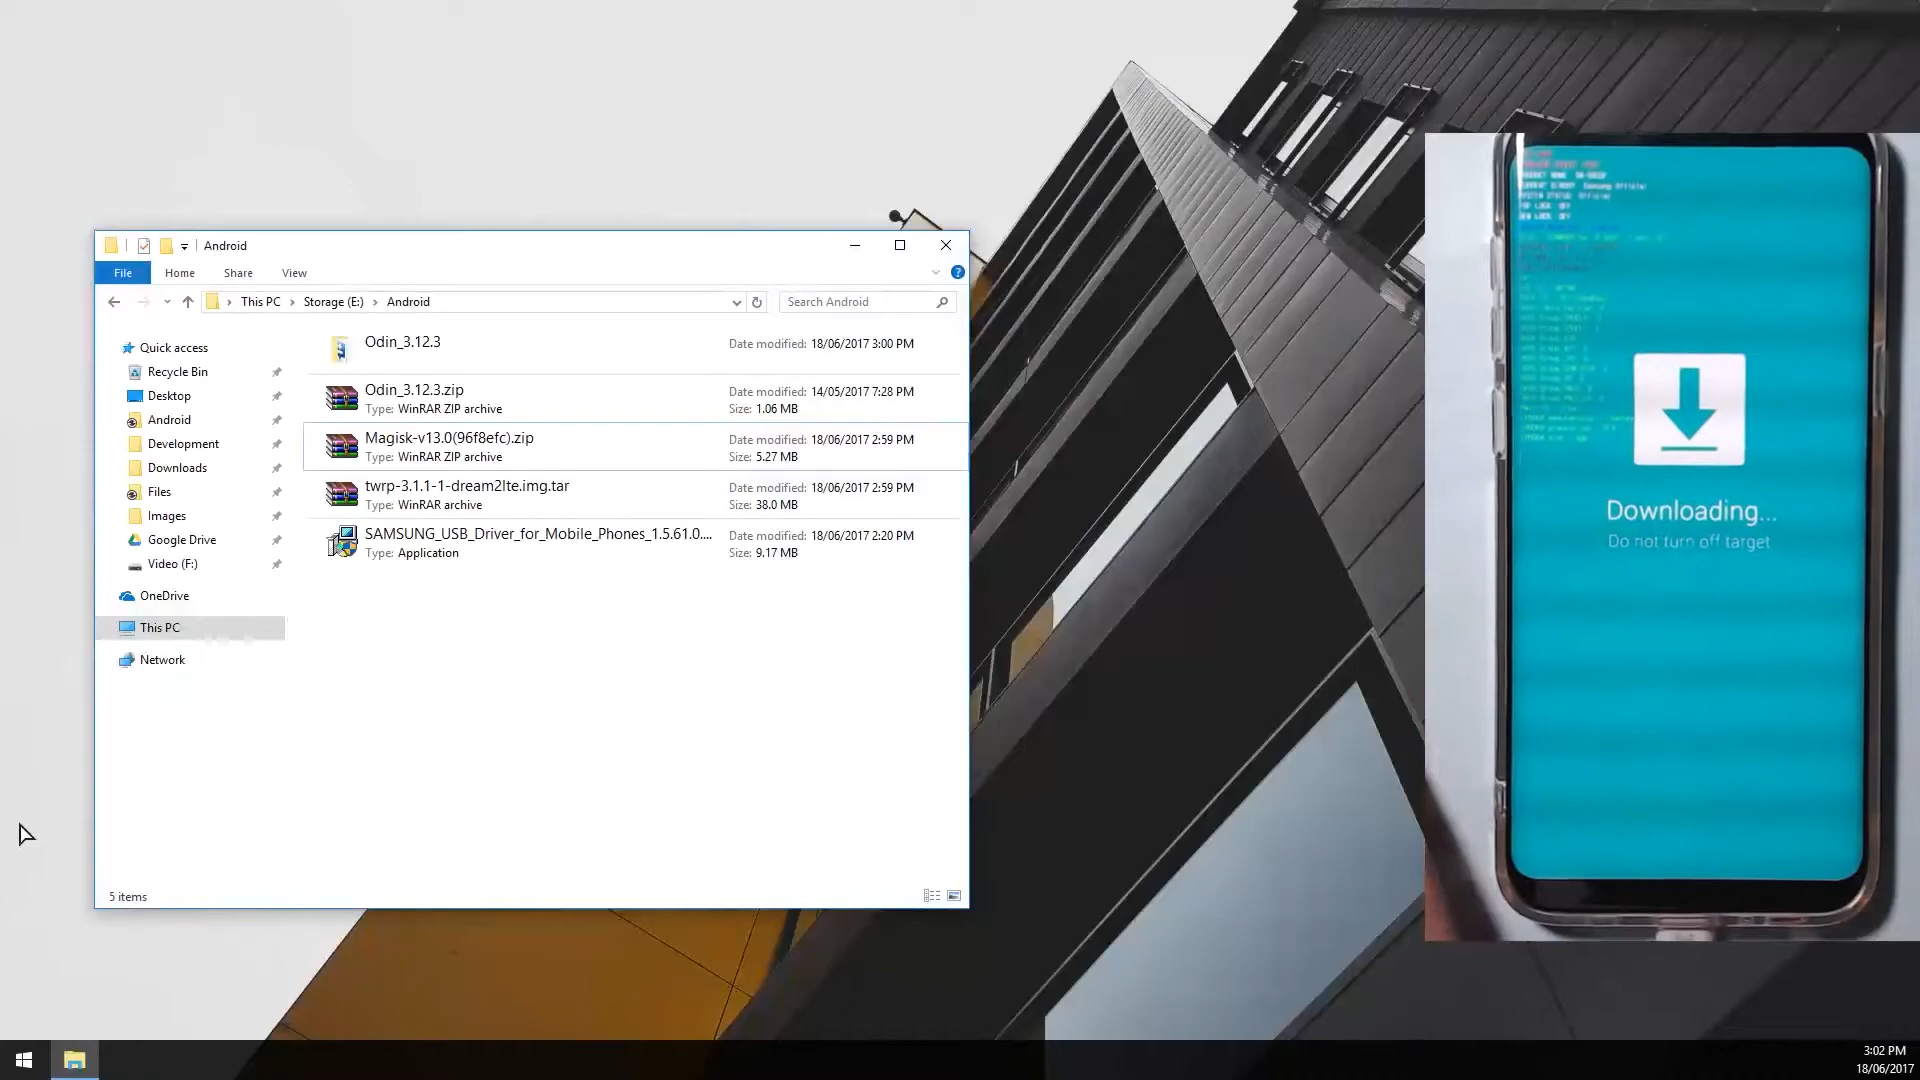 Android
File
Home
Share
View
This PC
Storage (E:)
Android
Search Android
Quick access
Recycle Bin
Desktop
Android
Development
Downloads
Files
Images
Google Drive
Video (F:)
OneDrive
This PC
Network
Odin_3.12.3
Date modified: 18/06/2017 3:00 PM
Odin_3.12.3.zip
Date modified: 14/05/2017 7:28 PM
Type: WinRAR ZIP archive
Size: 1.06 MB
Magisk-v13.0(96f8efc).zip
Date modified: 18/06/2017 2:59 PM
Type: WinRAR ZIP archive
Size: 5.27 MB
twrp-3.1.1-1-dream2lte.img.tar
Date modified: 18/06/2017 2:59 PM
Type: WinRAR archive
Size: 38.0 MB
SAMSUNG_USB_Driver_for_Mobile_Phones_1.5.61.0....
Date modified: 18/06/2017 2:20 PM
Type: Application
Size: 9.17 MB
5 items
Downloading...
Do not turn off target
3:02 PM
18/06/2017